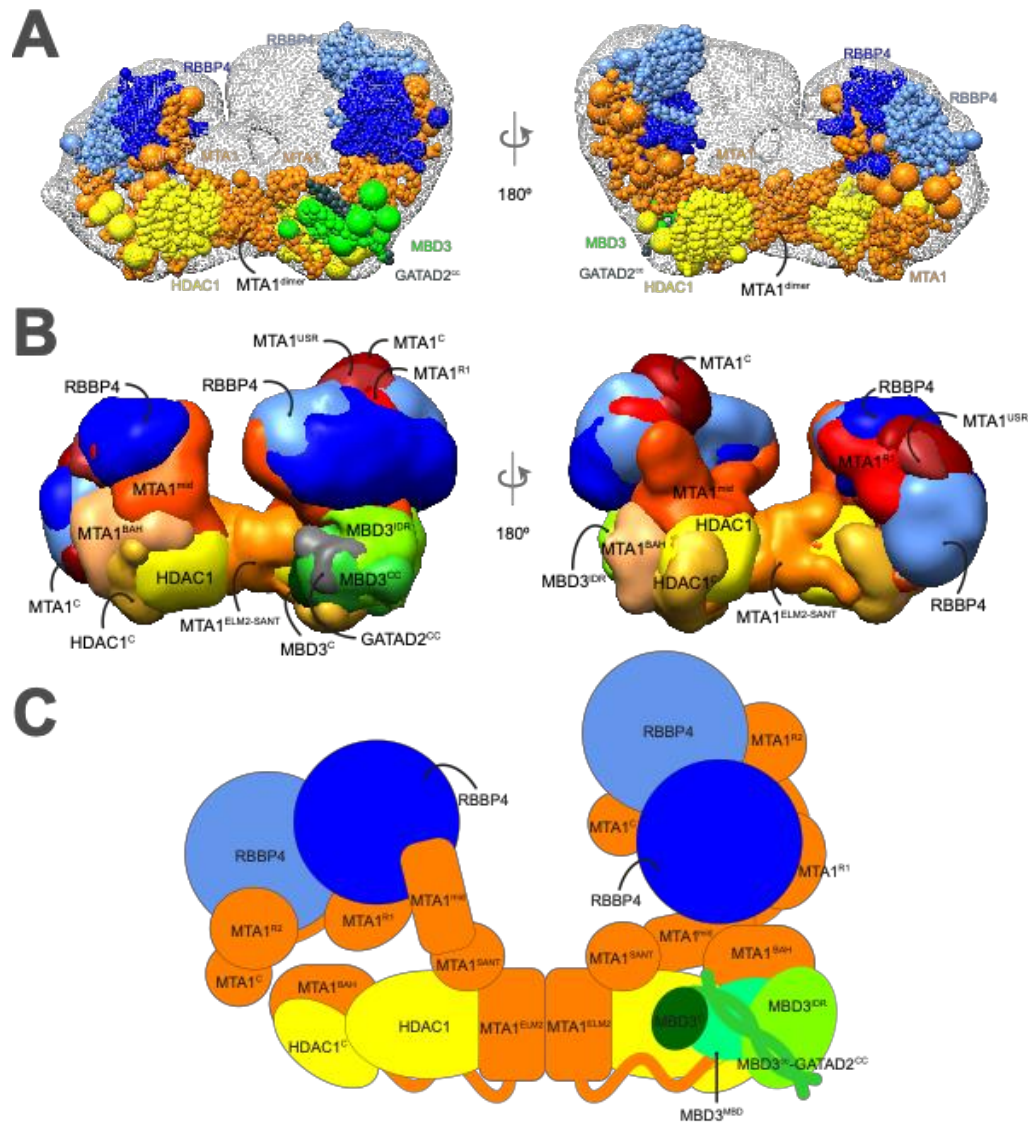 A
RBBP4
RBBP4
MTA1
MTA1
MBD3
GATAD2ᶜᶜ
HDAC1
MTA1ᵈⁱᵐᵉʳ
180º
RBBP4
RBBP4
MTA1
MBD3
GATAD2ᶜᶜ
HDAC1
MTA1ᵈⁱᵐᵉʳ
MTA1
B
MTA1ᵁˢᴿ
MTA1ᶜ
MTA1ᴿ¹
RBBP4
RBBP4
MTA1ᵐⁱᵈ
MTA1ᴮᴬᴴ
HDAC1
MBD3ᴵᴰᴿ
MBD3ᶜᶜ
MTA1ᶜ
HDAC1ᶜ
MTA1ᴱᴸᴹ²⁻ˢᴬᴺᵀ
MBD3ᶜ
GATAD2ᶜᶜ
180º
MTA1ᶜ
RBBP4
MTA1ᵁˢᴿ
MTA1ᴿ¹
MTA1ᵐⁱᵈ
HDAC1
MTA1ᴮᴬᴴ
MBD3ᴵᴰᴿ
HDAC1ᶜ
MTA1ᴱᴸᴹ²⁻ˢᴬᴺᵀ
RBBP4
C
RBBP4
MTA1ᴿ²
RBBP4
MTA1ᶜ
RBBP4
MTA1ᴿ¹
RBBP4
MTA1ᵐⁱᵈ
MTA1ᴿ¹
MTA1ᴿ²
MTA1ᶜ
MTA1ˢᴬᴺᵀ
MTA1ˢᴬᴺᵀ
MTA1ᵐⁱᵈ
MTA1ᴮᴬᴴ
MTA1ᴮᴬᴴ
HDAC1
HDAC1ᶜ
MTA1ᴱᴸᴹ²
MTA1ᴱᴸᴹ²
MBD3ᶜ
MBD3ᴵᴰᴿ
MBD3ᶜᶜ-GATAD2ᶜᶜ
MBD3ᴹᴮᴰ